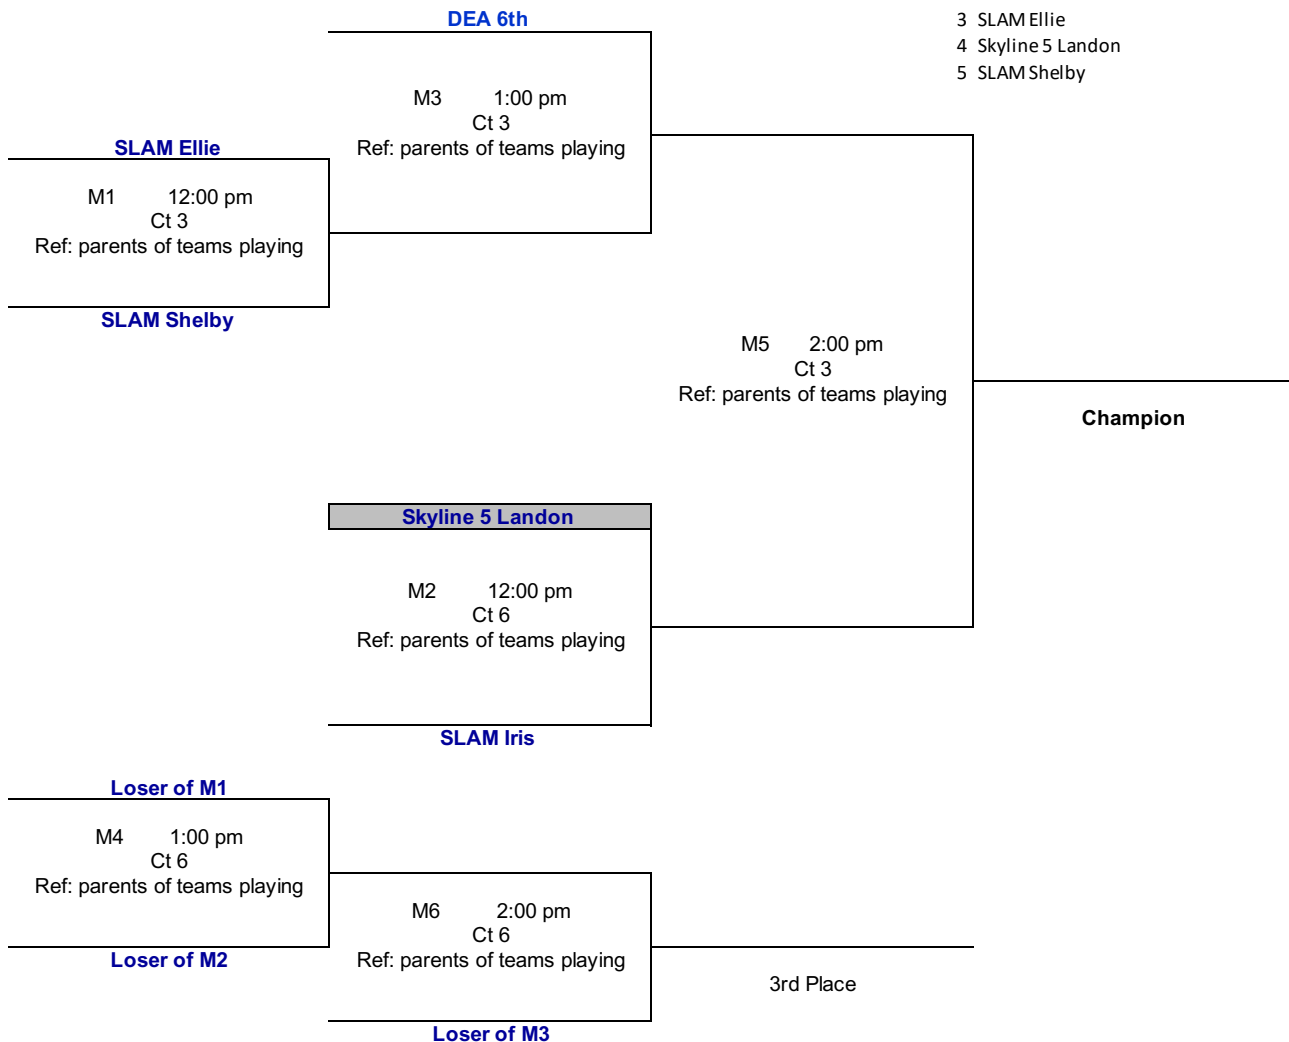 DEA 6th
3 SLAM Ellie
4 Skyline 5 Landon
5 SLAM Shelby
M3 1:00 pm
Ct 3
Ref: parents of teams playing
SLAM Ellie
M1 12:00 pm
Ct 3
Ref: parents of teams playing
SLAM Shelby
M5 2:00 pm
Ct 3
Ref: parents of teams playing
Champion
Skyline 5 Landon
M2 12:00 pm
Ct 6
Ref: parents of teams playing
SLAM Iris
Loser of M1
M4 1:00 pm
Ct 6
Ref: parents of teams playing
Loser of M2
M6 2:00 pm
Ct 6
Ref: parents of teams playing
3rd Place
Loser of M3